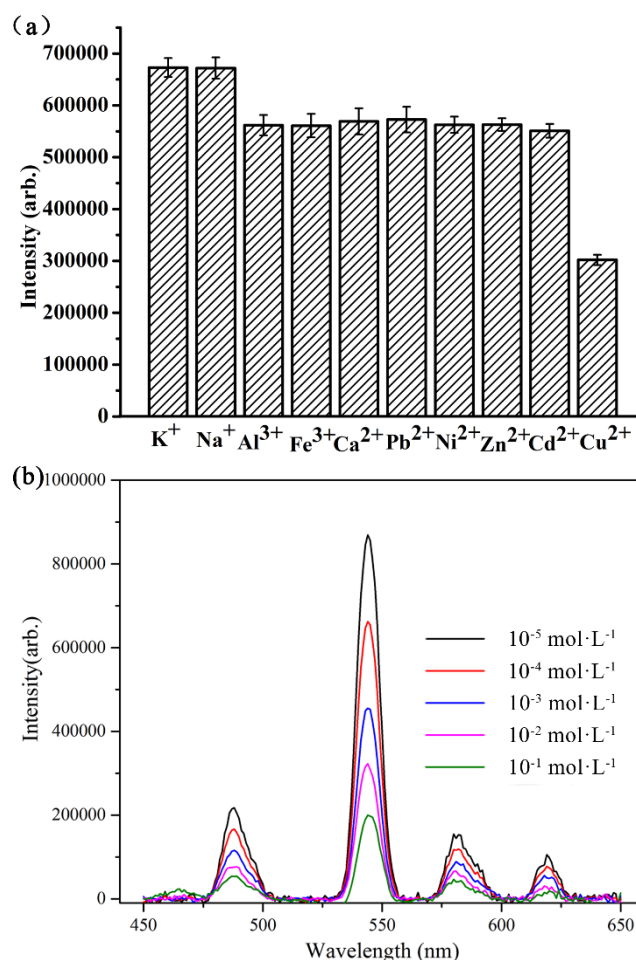 (a)
700000
600000
500000
400000
300000
200000
100000
0
Intensity (arb.)
K+ Na+ Al3+ Fe3+ Ca2+ Pb2+ Ni2+ Zn2+ Cd2+ Cu2+
(b)
1000000
800000
600000
400000
200000
0
Intensity(arb.)
10-5 mol·L-1
10-4 mol·L-1
10-3 mol·L-1
10-2 mol·L-1
10-1 mol·L-1
450 500 550 600 650
Wavelength (nm)